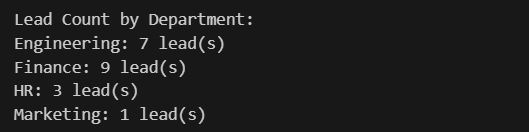 Lead Count by Department:
Engineering: 7 lead(s)
Finance: 9 lead(s)
HR: 3 lead(s)
Marketing: 1 lead(s)